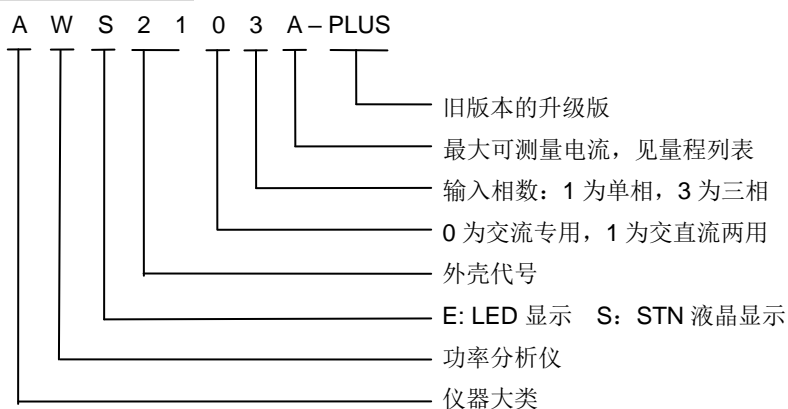 A W S 2 1 0 3 A – PLUS
旧版本的升级版
最大可测量电流，见量程列表
输入相数：1 为单相，3 为三相
0 为交流专用，1 为交直流两用
外壳代号
E: LED 显示 S：STN 液晶显示
功率分析仪
仪器大类